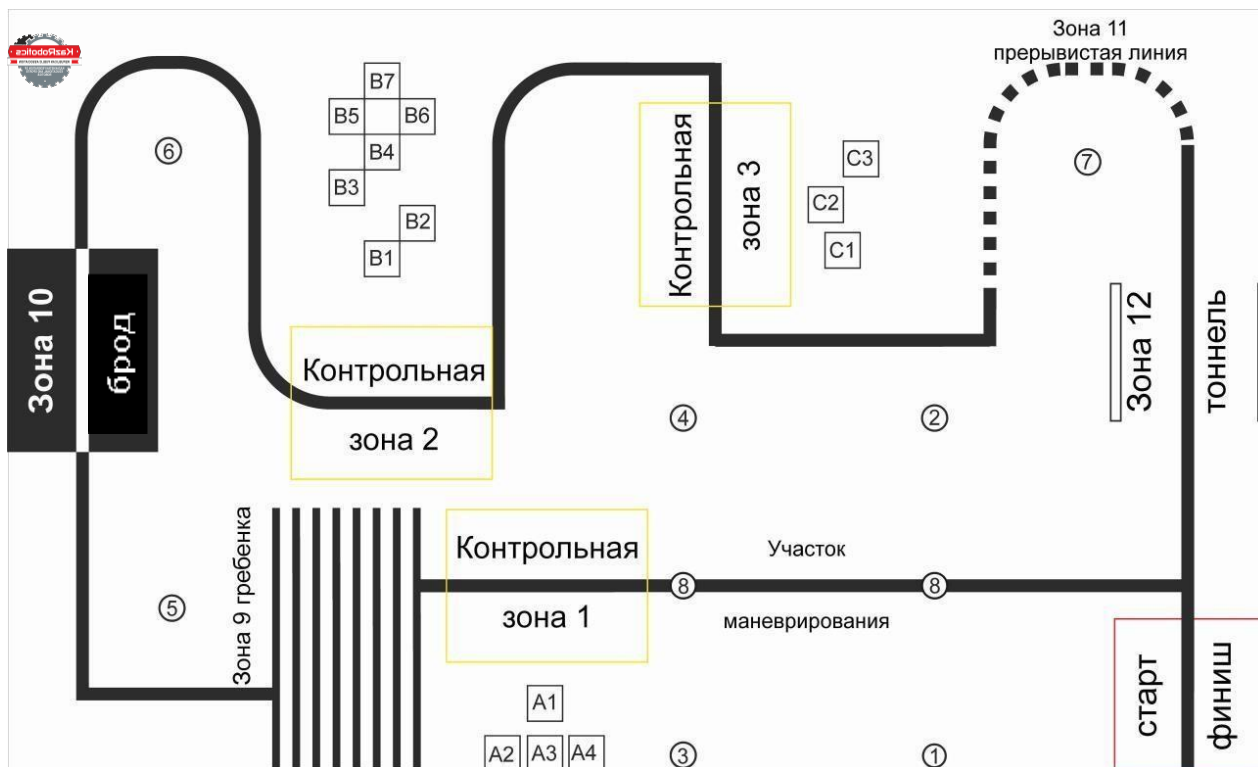 KazRobotics
Зона 11
прерывистая линия
B7
B5
B6
B4
B3
B2
B1
6
Контрольная
зона 3
C3
C2
C1
7
Зона 10
брод
Контрольная
зона 2
4
2
Зона 12
тоннель
Зона 9 гребенка
Контрольная
зона 1
Участок
маневрирования
8
8
5
A1
A2
A3
A4
3
1
старт
финиш